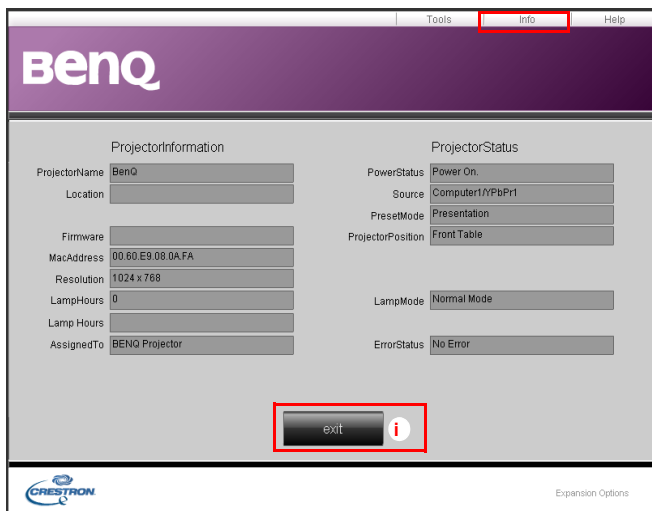 Tools Info Help
BenQ
ProjectorInformation
ProjectorName BenQ
Location
Firmware
MacAddress 00.60.E9.08.0A.FA
Resolution 1024 x 768
LampHours 0
Lamp Hours
AssignedTo BENQ Projector
ProjectorStatus
PowerStatus Power On.
Source Computer1/YPbPr1
PresetMode Presentation
ProjectorPosition Front Table
LampMode Normal Mode
ErrorStatus No Error
exit i
CRESTRON
Expansion Options